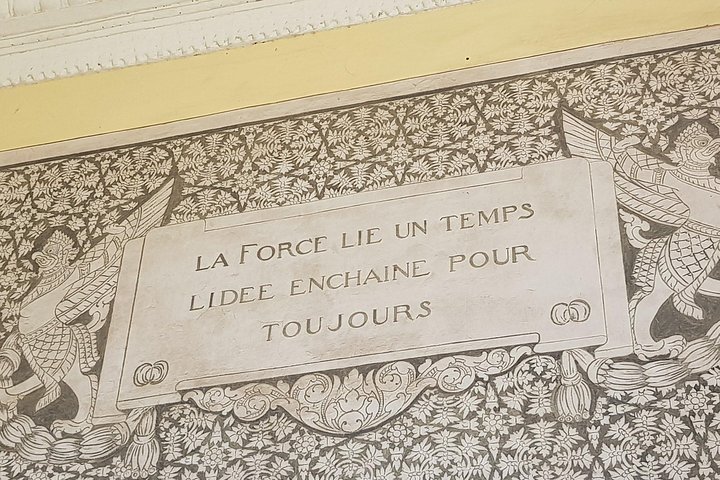 LA FORCE LIE UN TEMPS
LIDEE ENCHAINE POUR
TOUJOURS